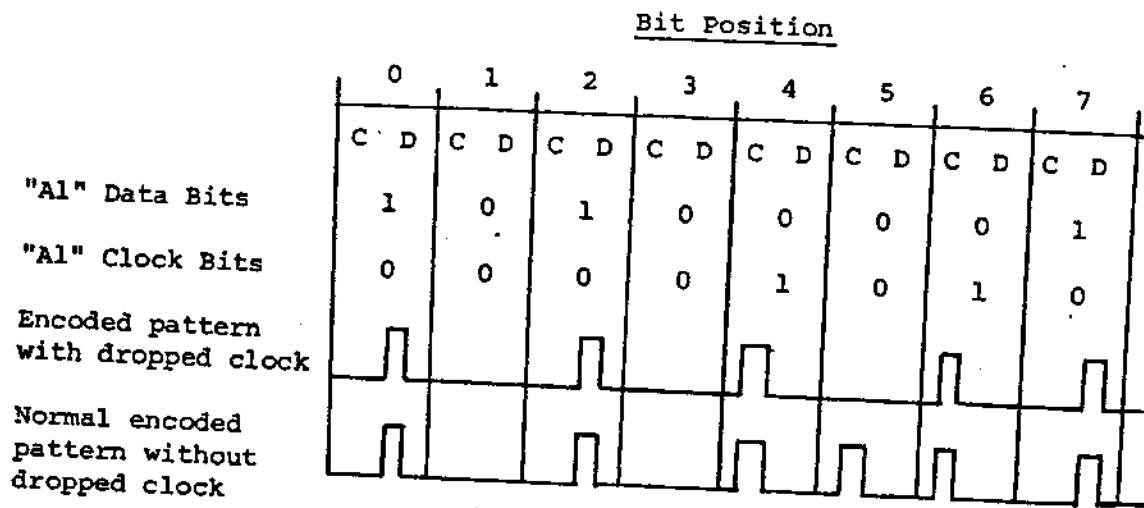 Bit Position
0 1 2 3 4 5 6 7
C D C D C D C D C D C D C D C D
"A1" Data Bits 1 0 1 0 0 0 0 1
"A1" Clock Bits 0 0 0 0 1 0 1 0
Encoded pattern
with dropped clock
Normal encoded
pattern without
dropped clock